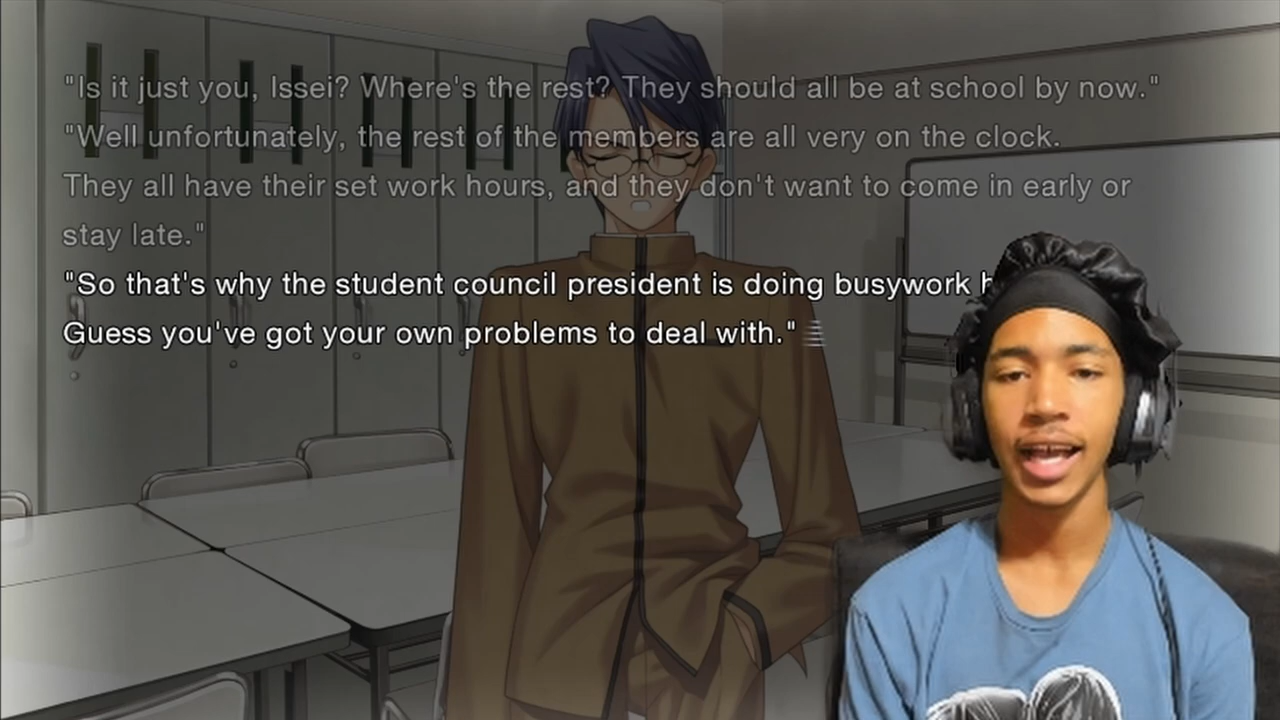 "Is it just you, Issei? Where's the rest? They should all be at school by now."
"Well unfortunately, the rest of the members are all very on the clock.
They all have their set work hours, and they don't want to come in early or
stay late."
"So that's why the student council president is doing busywork
Guess you've got your own problems to deal with."